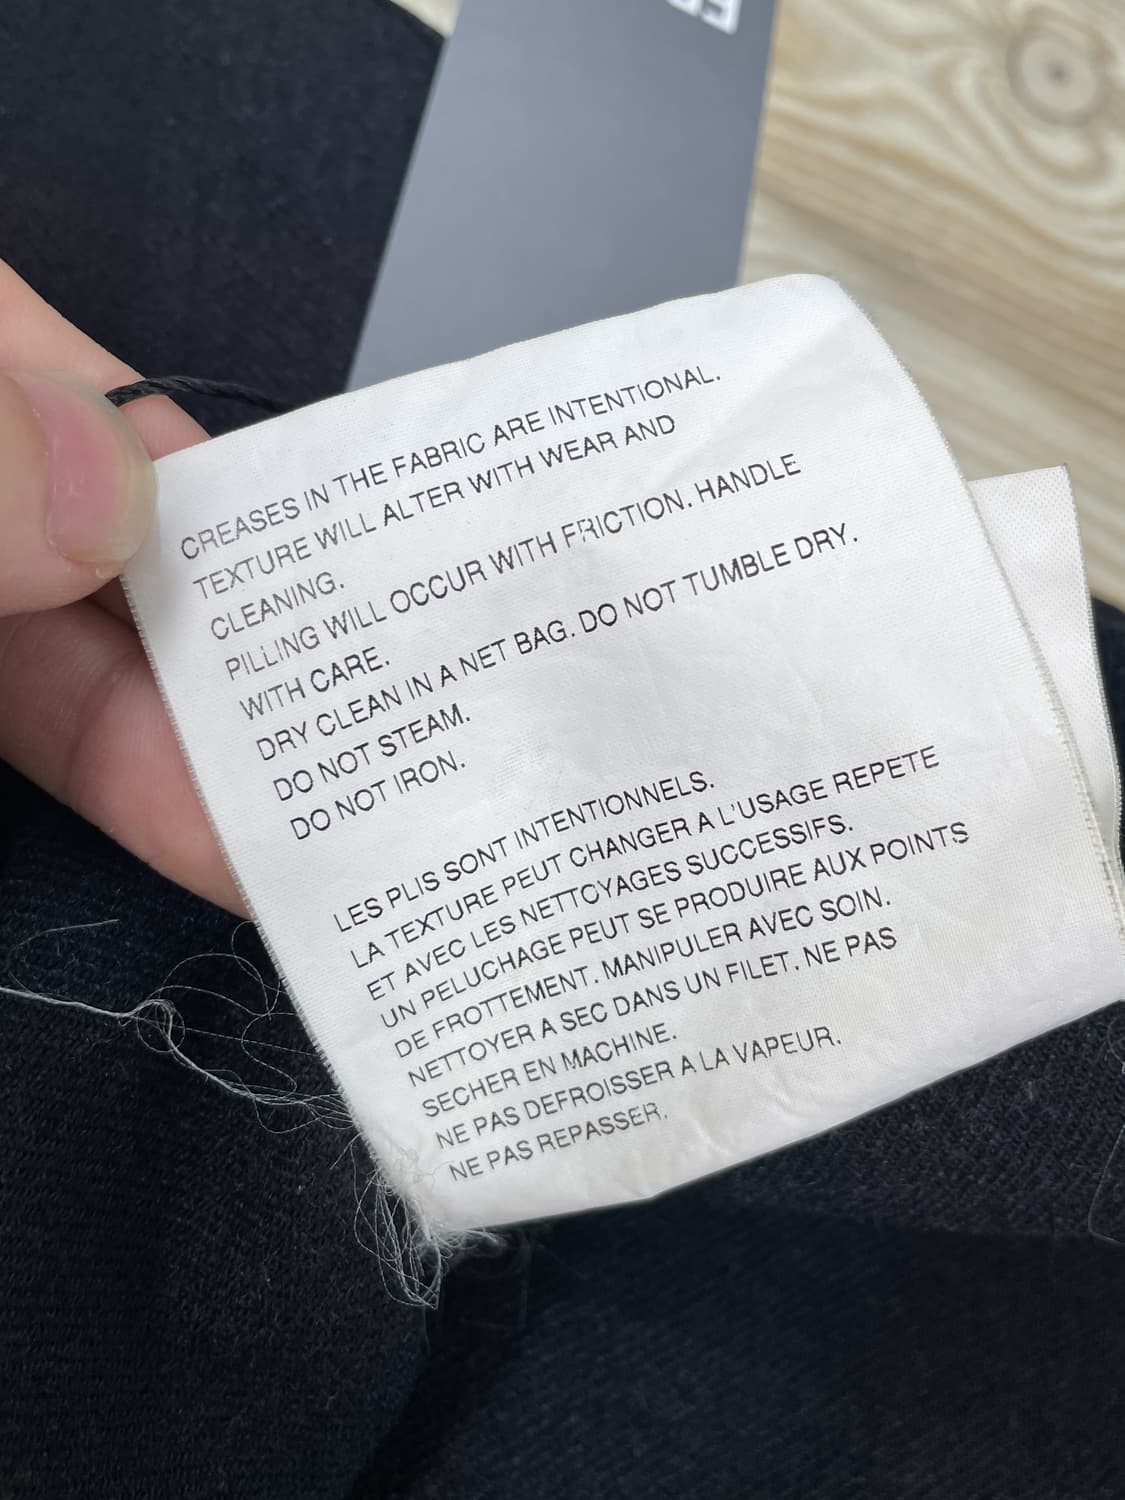 CREASES IN THE FABRIC ARE INTENTIONAL.
TEXTURE WILL ALTER WITH WEAR AND
CLEANING.
PILLING WILL OCCUR WITH FRICTION. HANDLE
WITH CARE.
DRY CLEAN IN A NET BAG. DO NOT TUMBLE DRY.
DO NOT STEAM.
DO NOT IRON.
LES PLIS SONT INTENTIONNELS.
LA TEXTURE PEUT CHANGER A L'USAGE REPETE
ET AVEC LES NETTOYAGES SUCCESSIFS.
UN PELUCHAGE PEUT SE PRODUIRE AUX POINTS
DE FROTTEMENT. MANIPULER AVEC SOIN.
NETTOYER A SEC DANS UN FILET. NE PAS
SECHER EN MACHINE.
NE PAS DEFROISSER A LA VAPEUR.
NE PAS REPASSER.